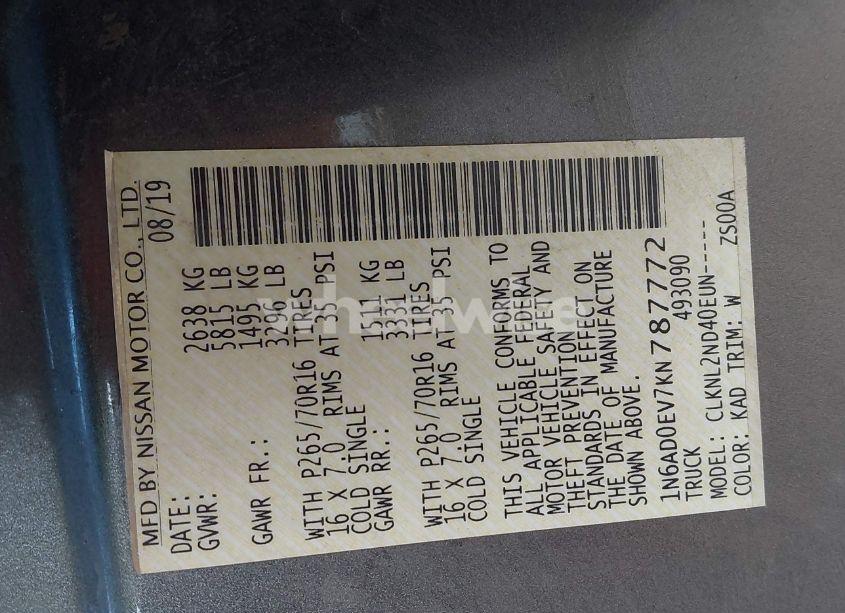 MFD BY NISSAN MOTOR CO., LTD.
DATE: 08/19
GVWR: 2638 KG
5815 LB
GAWR FR.: 1495 KG
3296 LB
WITH P265/70R16 TIRES
16 X 7.0 RIMS AT 35 PSI
COLD SINGLE
GAWR RR.: 1511 KG
3331 LB
WITH P265/70R16 TIRES
16 X 7.0 RIMS AT 35 PSI
COLD SINGLE
THIS VEHICLE CONFORMS TO
ALL APPLICABLE FEDERAL
MOTOR VEHICLE SAFETY AND
THEFT PREVENTION
STANDARDS IN EFFECT ON
THE DATE OF MANUFACTURE
SHOWN ABOVE.
1N6AD0EV7KN787772
TRUCK 493090
MODEL: CLKNL2ND40EUN-----
COLOR: KAD TRIM: W ZS00A